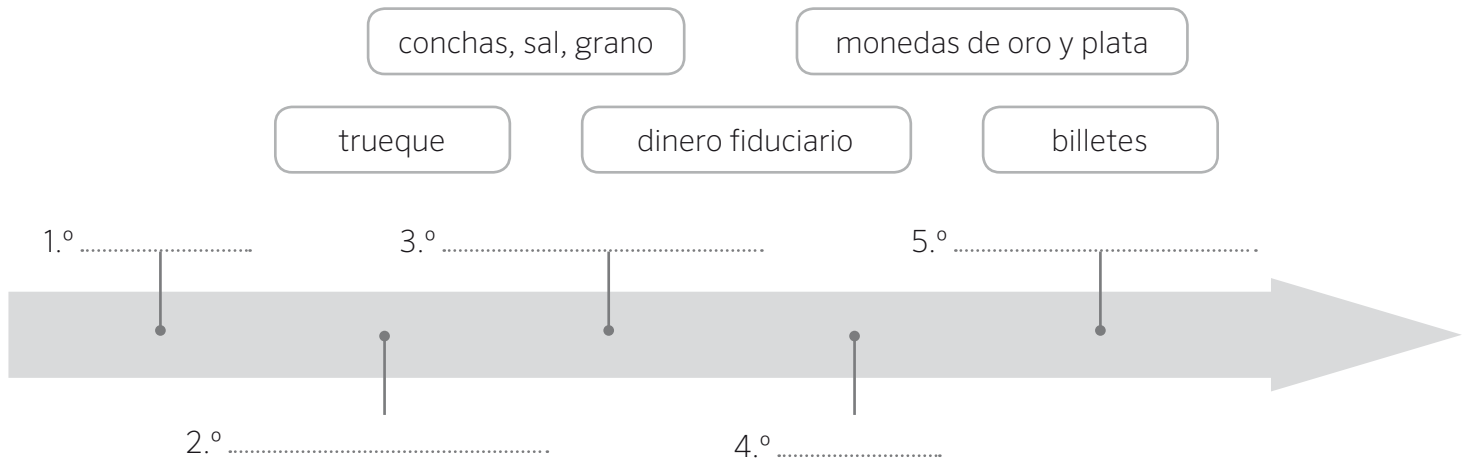 conchas, sal, grano
monedas de oro y plata
trueque
dinero fiduciario
billetes
1.º
3.º
5.º
2.º
4.º